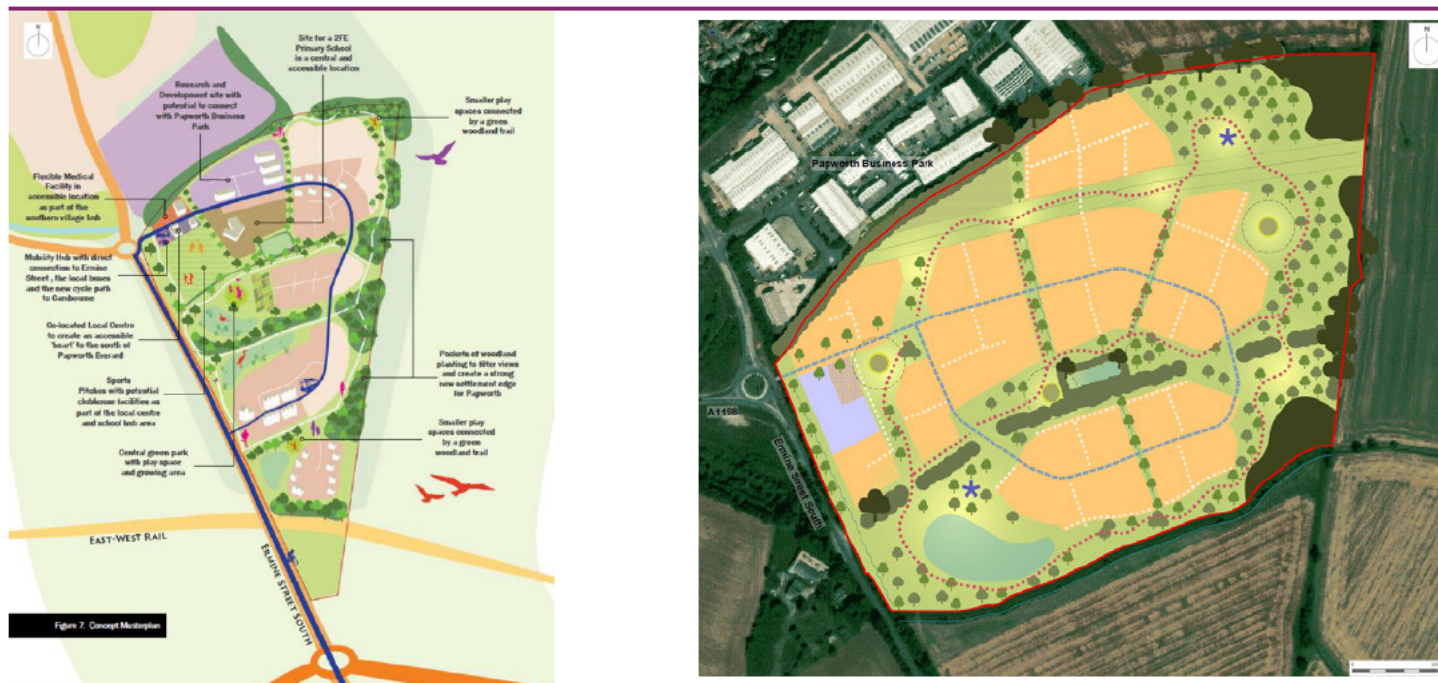 Site for a 2FE
Primary School
is a central and
accessible location
Research and
Development site with
potential to connect
with Papworth Business
Park
Smaller play
spaces connected
by a green
woodland trail
Flexible Medical
Facility in
accessible location
as part of the
southern village hub
Mobility Hub with direct
connection to Ermine
Street, the local buses
and the new cycle path
to Cambourne
Co-located Local Centre
to create an accessible
'heart' to the south of
Papworth Everard
Sports
Pitches with potential
clubhouse facilities as
part of the local centre
and school hub area
Central green park
with play space
and growing area
Pockets of woodland
planting to filter views
and create a strong
new settlement edge
for Papworth
Smaller play
spaces connected
by a green
woodland trail
EAST-WEST RAIL
ERMINE STREET SOUTH
Figure 7. Concept Masterplan
N
Papworth Business Park
A1198
Ermine Street South